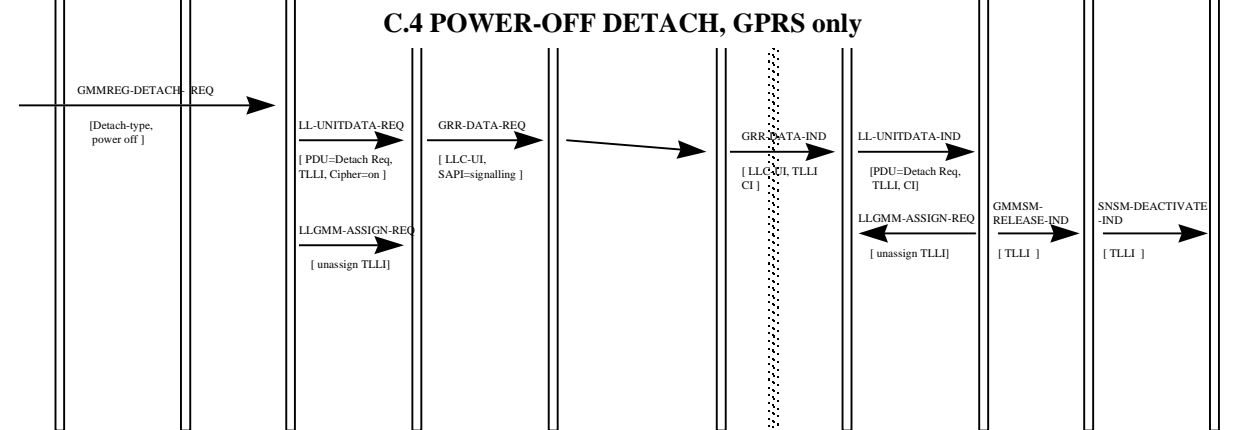 C.4 POWER-OFF DETACH, GPRS only
GMMREG-DETACH- REQ
[Detach-type,
power off ]
LL-UNITDATA-REQ
[ PDU=Detach Req,
TLLI, Cipher=on ]
GRR-DATA-REQ
[ LLC-UI,
SAPI=signalling ]
GRR-DATA-IND
[ LLC-UI, TLLI
CI ]
LL-UNITDATA-IND
[PDU=Detach Req,
TLLI, CI]
LLGMM-ASSIGN-REQ
[ unassign TLLI]
LLGMM-ASSIGN-REQ
[ unassign TLLI]
GMMSM-
RELEASE-IND
[ TLLI ]
SNSM-DEACTIVATE
-IND
[ TLLI ]